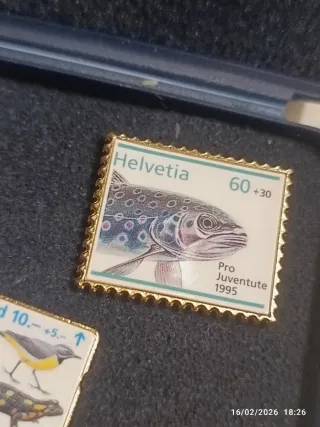 Helvetia
60 +30
Pro
Juventute
1995
d 10.- +5.-
16/02/2026 18:26